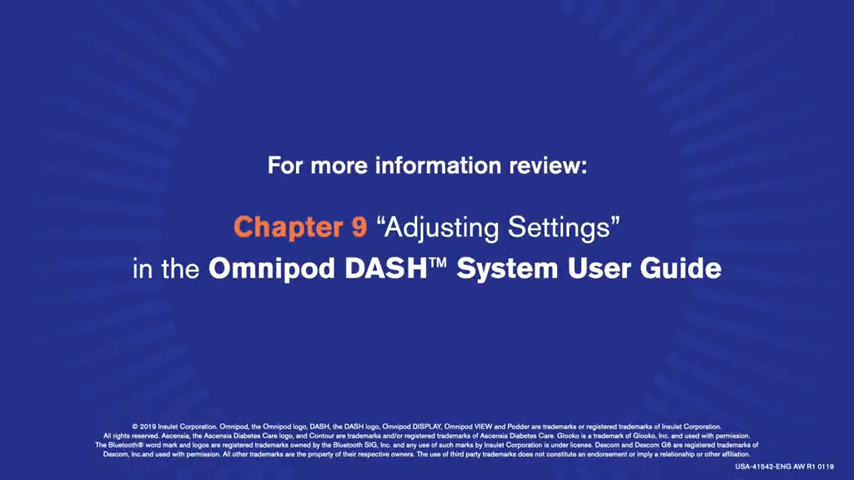 For more information review:
Chapter 9 “Adjusting Settings”
in the Omnipod DASH™ System User Guide
© 2019 Insulet Corporation. Omnipod, the Omnipod logo, DASH, the DASH logo, Omnipod DISPLAY, Omnipod VIEW and Podder are trademarks or registered trademarks of Insulet Corporation.
All rights reserved. Ascensia, the Ascensia Diabetes Care logo, and Contour are trademarks and/or registered trademarks of Ascensia Diabetes Care. Glooko is a trademark of Glooko, Inc. and used with permission.
The Bluetooth® word mark and logos are registered trademarks owned by the Bluetooth SIG, Inc. and any use of such marks by Insulet Corporation is under license. Dexcom and Dexcom G6 are registered trademarks of
Dexcom, Inc.and used with permission. All other trademarks are the property of their respective owners. The use of third party trademarks does not constitute an endorsement or imply a relationship or other affiliation.
USA-41542-ENG AW R1 0119